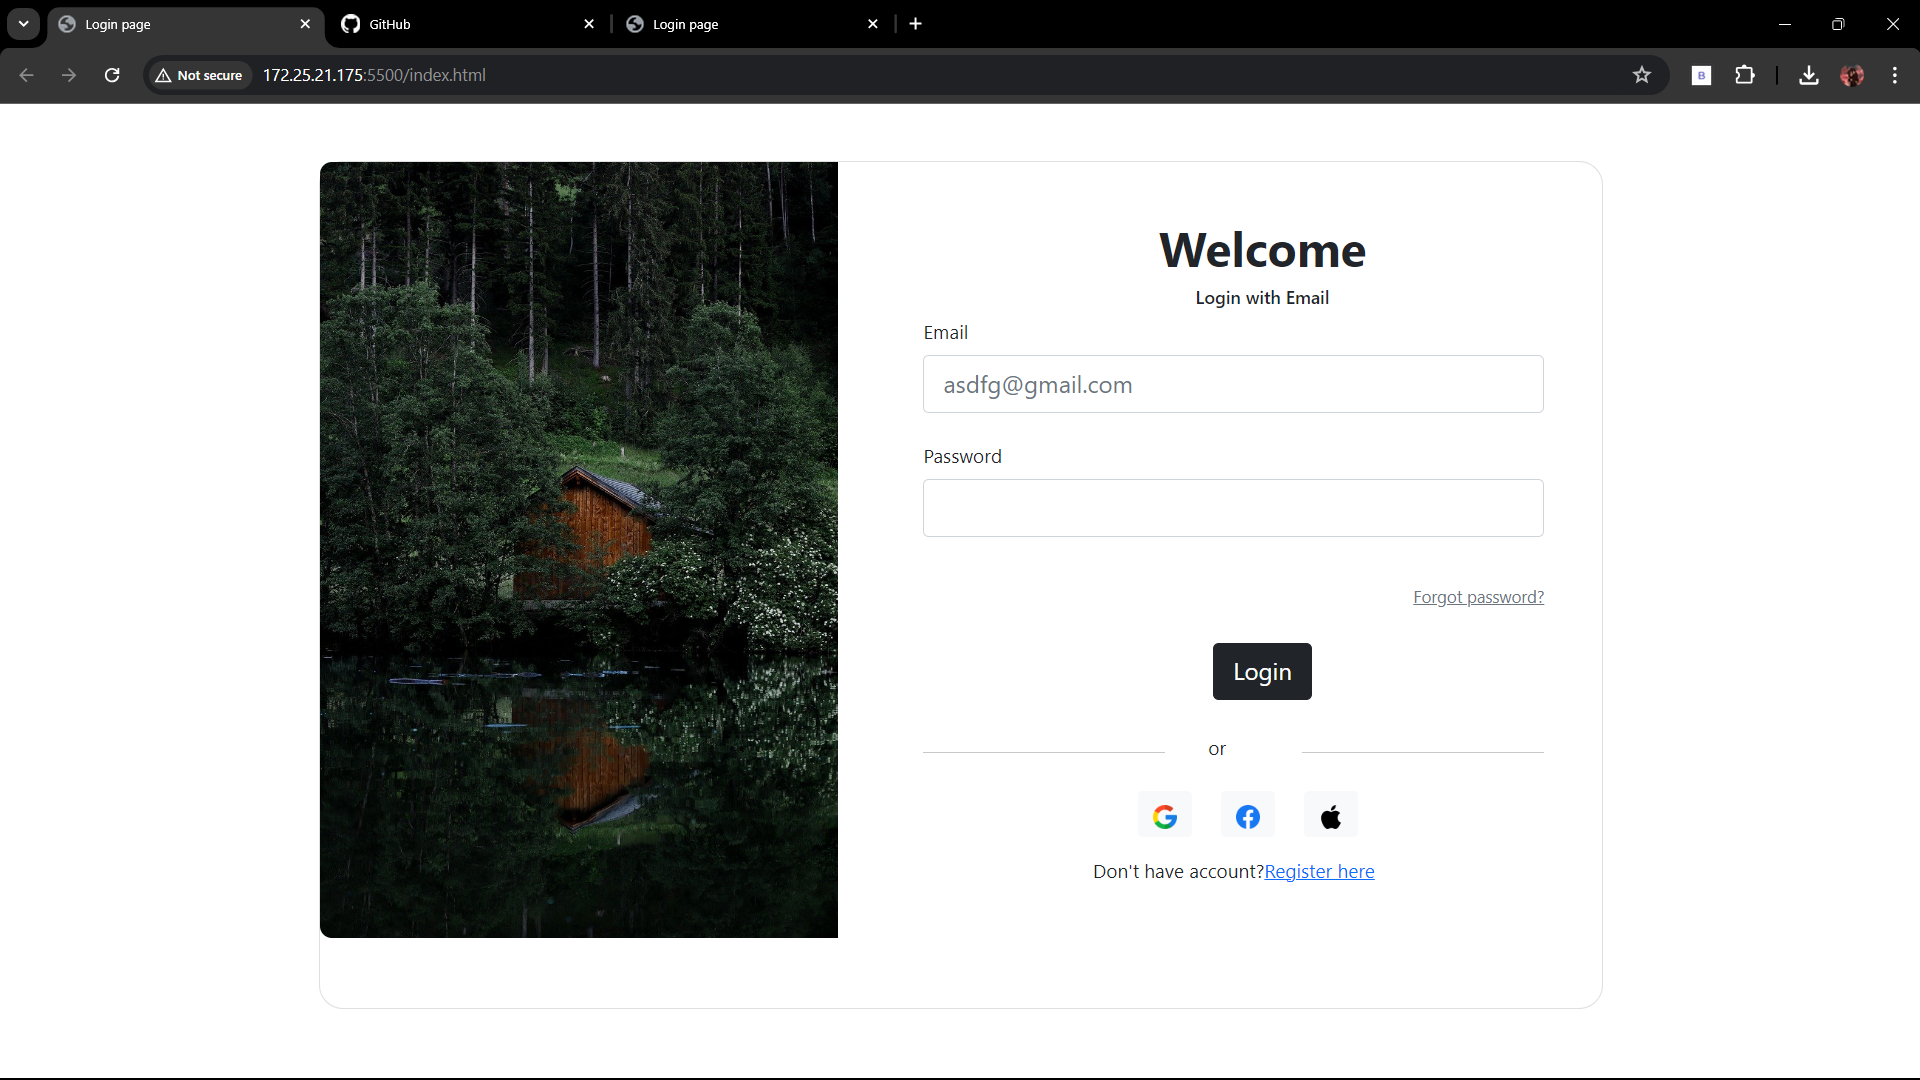 Login page
GitHub
Login page
Not secure
172.25.21.175:5500/index.html
B
Welcome
Login with Email
Email
asdfg@gmail.com
Password
Forgot password?
Login
or
Don't have account?Register here